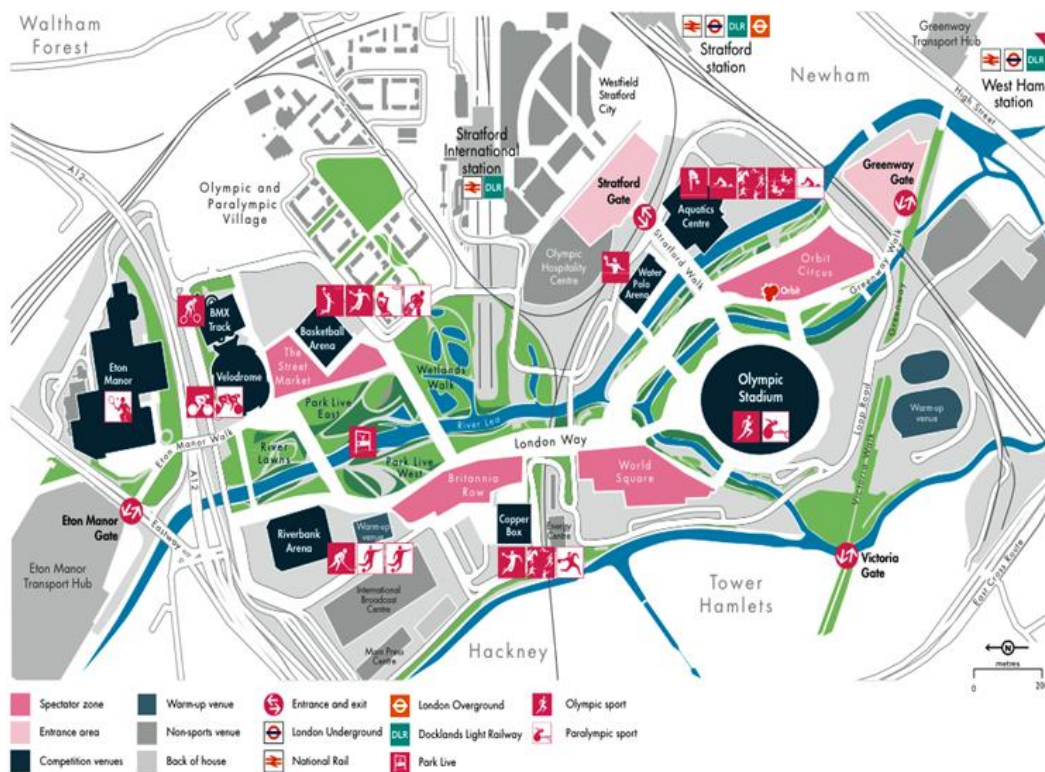 Waltham
Forest
DLR
Stratford
station
Greenway
Transport Hub
DLR
West Ham
station
Newham
High Street
Westfield
Stratford
City
A12
Stratford
International
station
DLR
Olympic and
Paralympic
Village
Stratford
Gate
Aquatics
Centre
Greenway
Gate
Stratford Walk
Olympic
Hospitality
Centre
Water
Polo
Arena
Orbit
Circus
Orbit
Greenway Walk
Greenway
BMX
Track
Basketball
Arena
The
Street
Market
Velodrome
Eton
Manor
Wetlands
Walk
Park Live
East
River Lea
Olympic
Stadium
Loop Road
Warm-up
venue
Eton Manor Walk
River
Lawns
London Way
Park Live
West
Britannia
Row
World
Square
Victoria Walk
A12
Eton Manor
Gate
Eastway
Riverbank
Arena
Warm-up
venue
Copper
Box
Energy
Centre
Eton Manor
Transport Hub
International
Broadcast
Centre
Main Press
Centre
Victoria
Gate
Tower
Hamlets
East Cross Route
Hackney
N
metres
0
200
Spectator zone
Warm-up venue
Entrance and exit
London Overground
Olympic sport
Entrance area
Non-sports venue
London Underground
DLR
Docklands Light Railway
Paralympic sport
Competition venues
Back of house
National Rail
Park Live